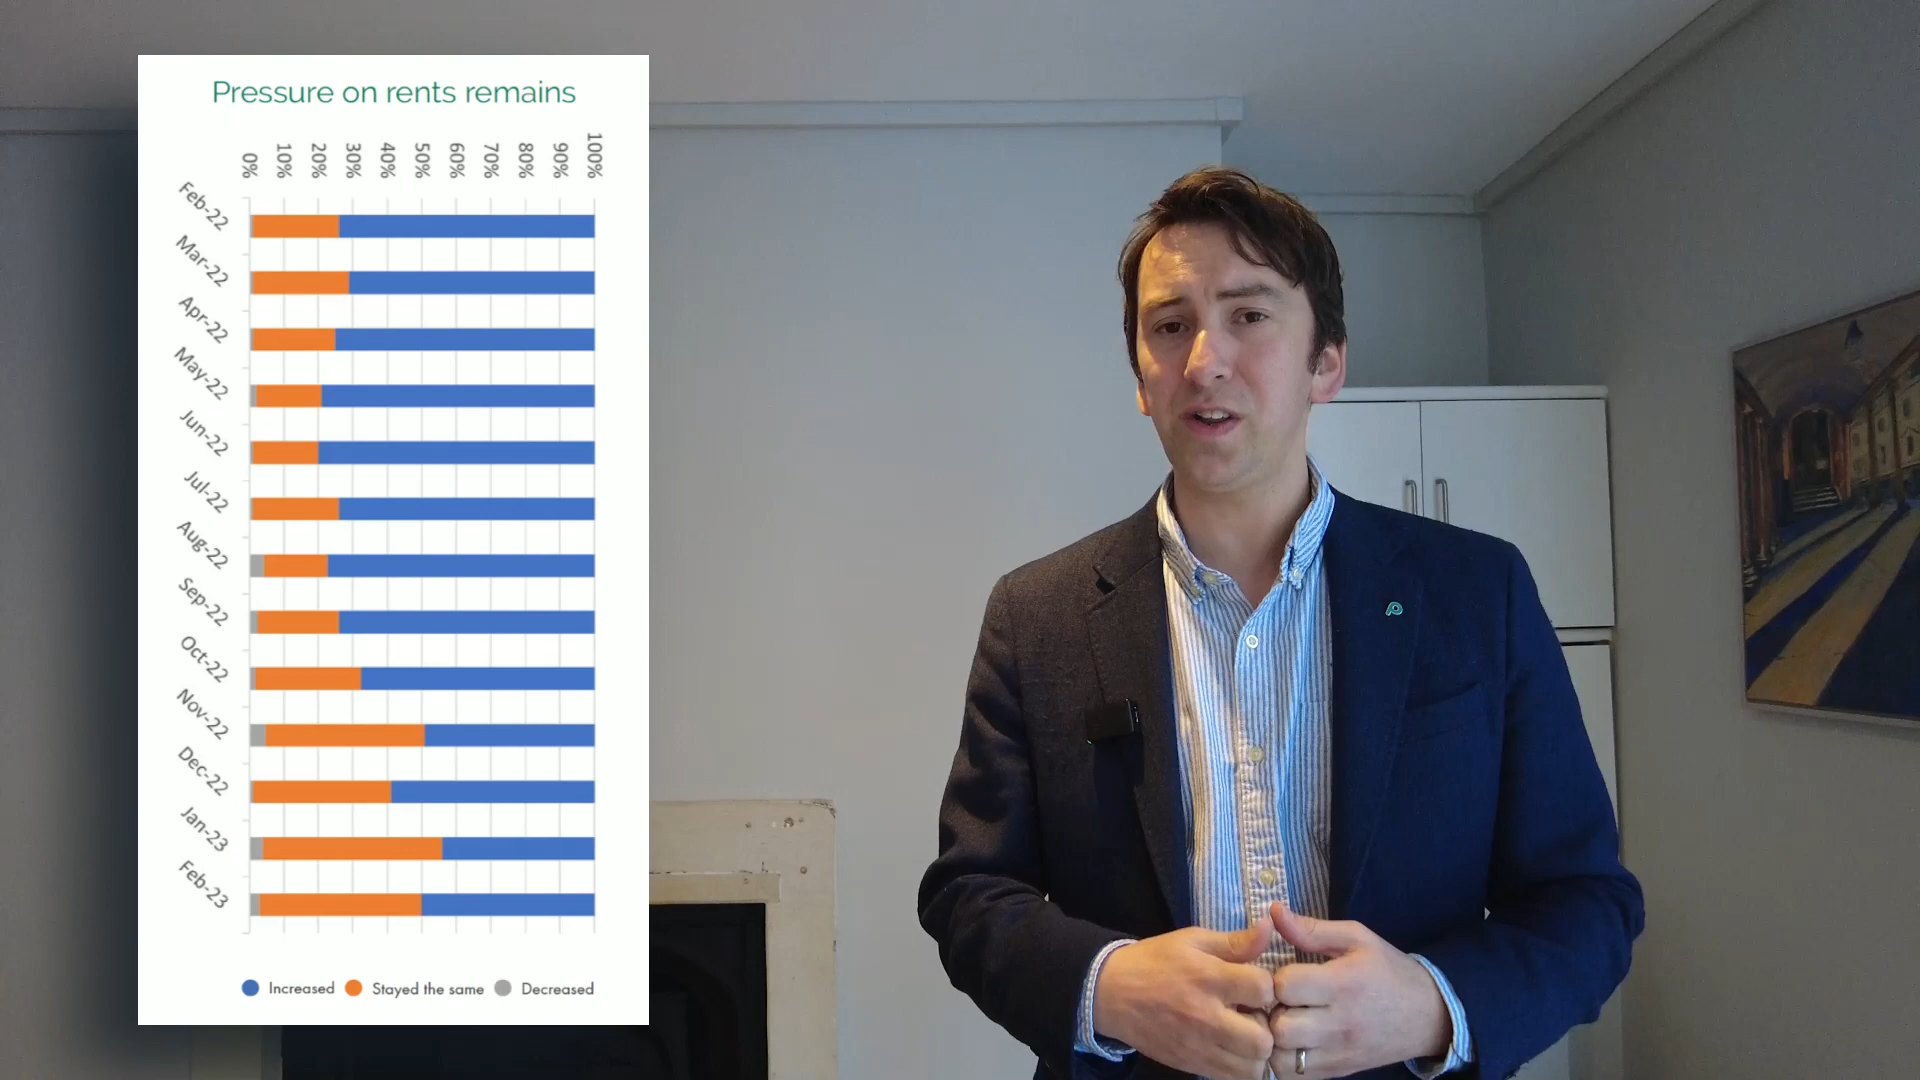 Pressure on rents remains
0% 10% 20% 30% 40% 50% 60% 70% 80% 90% 100%
Feb-22
Mar-22
Apr-22
May-22
Jun-22
Jul-22
Aug-22
Sep-22
Oct-22
Nov-22
Dec-22
Jan-23
Feb-23
Increased Stayed the same Decreased